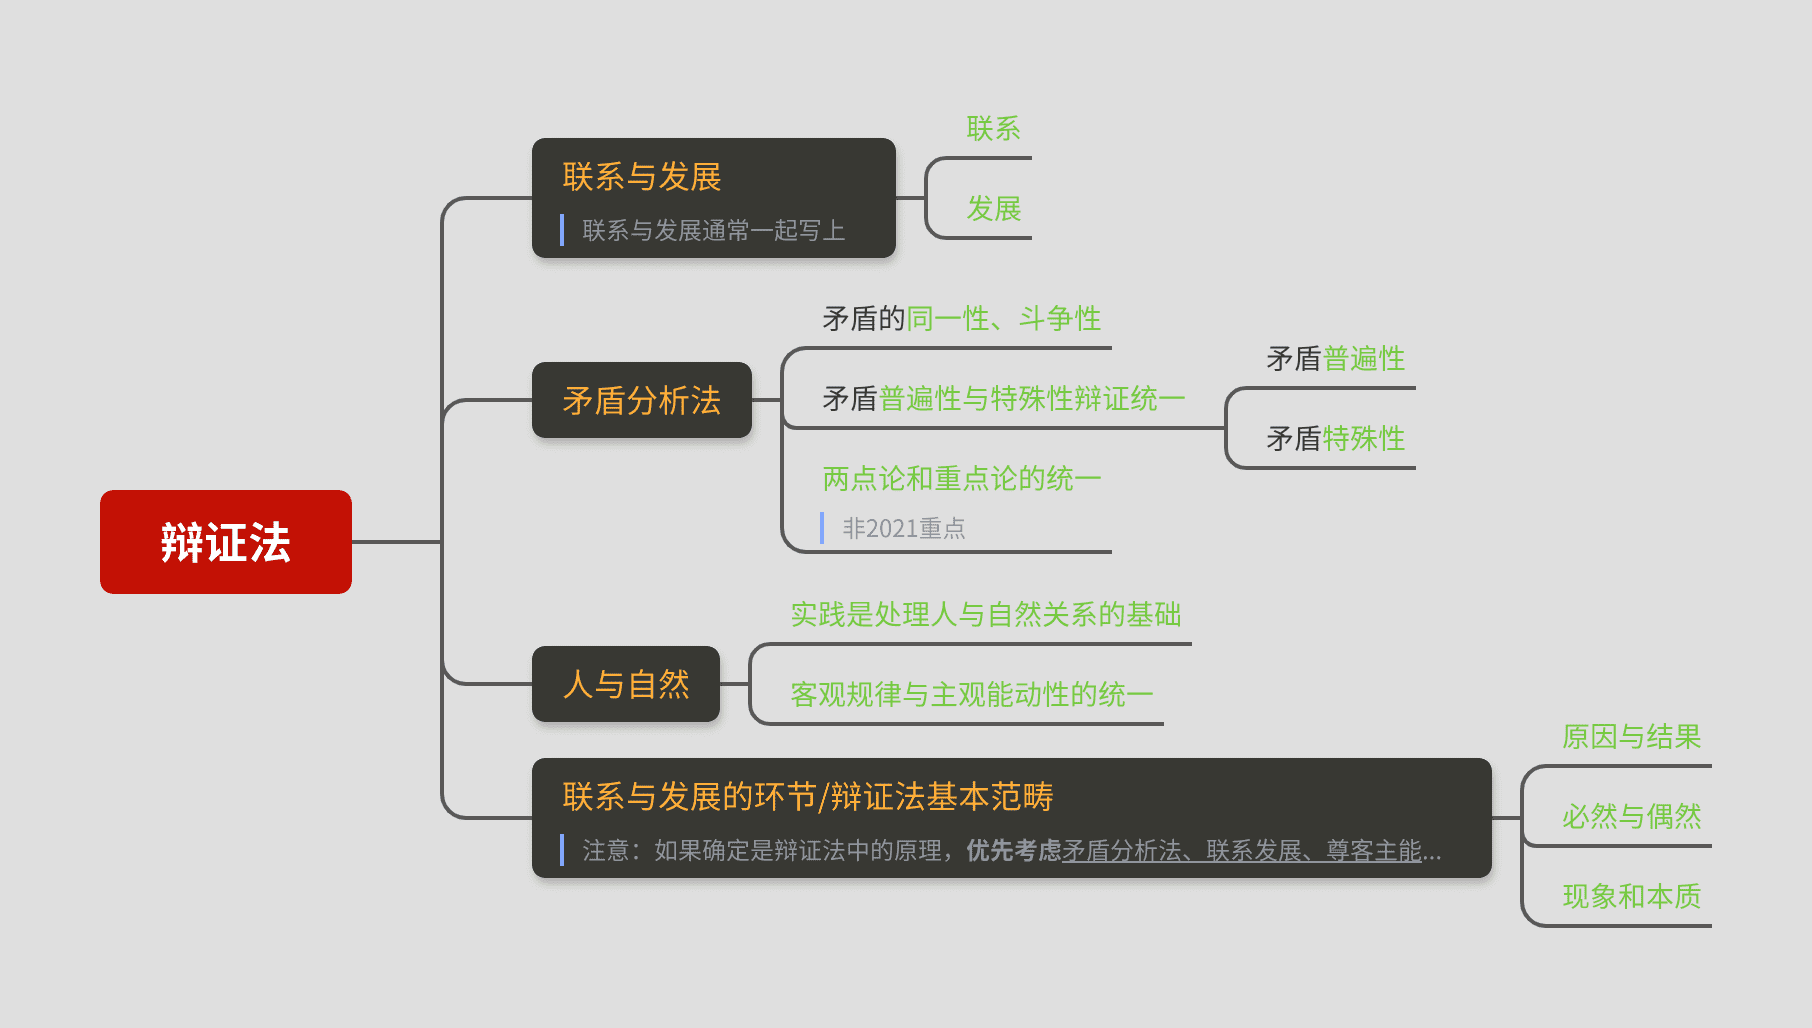 辩证法
联系与发展
联系与发展通常一起写上
联系
发展
矛盾分析法
矛盾的同一性、斗争性
矛盾普遍性与特殊性辩证统一
矛盾普遍性
矛盾特殊性
两点论和重点论的统一
非2021重点
人与自然
实践是处理人与自然关系的基础
客观规律与主观能动性的统一
联系与发展的环节/辩证法基本范畴
注意：如果确定是辩证法中的原理，优先考虑矛盾分析法、联系发展、尊客主能...
原因与结果
必然与偶然
现象和本质